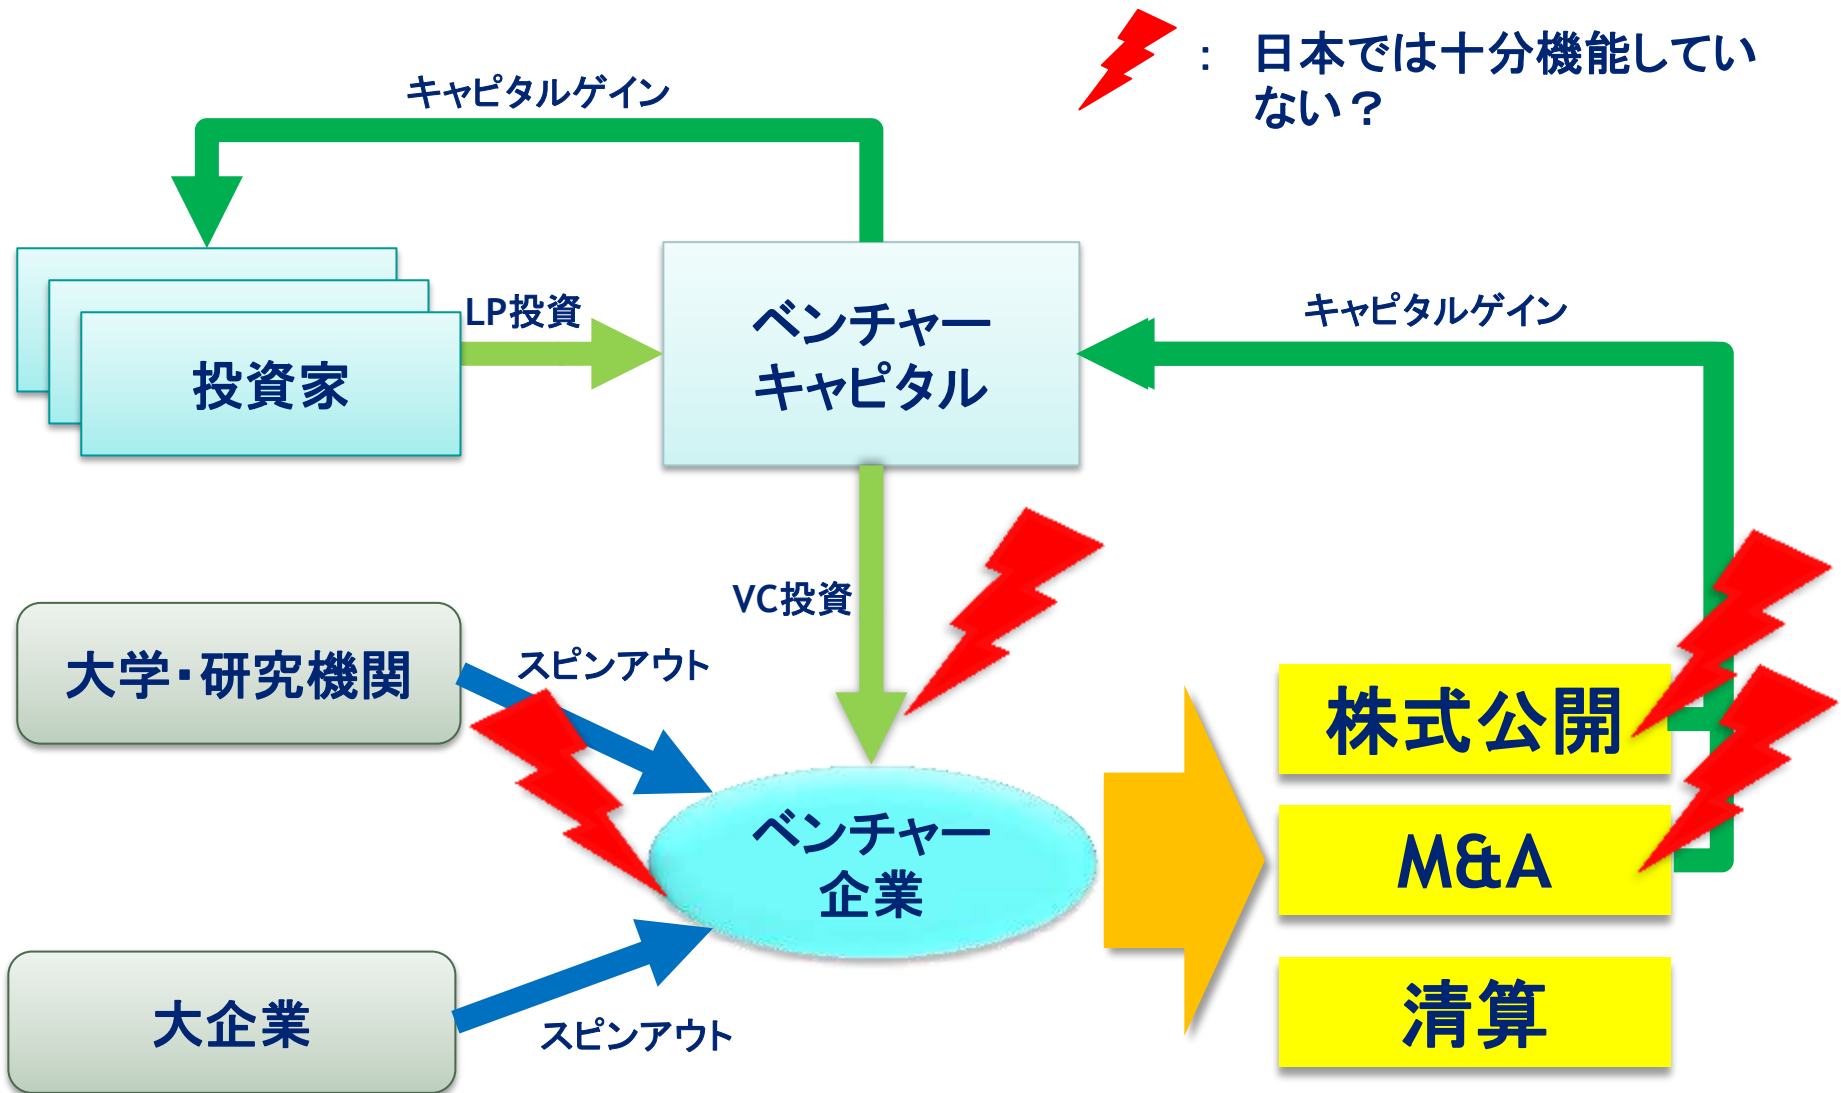 ： 日本では十分機能してい
ない？
キャピタルゲイン
LP投資
ベンチャー
キャピタル
キャピタルゲイン
投資家
VC投資
大学・研究機関
スピンアウト
株式公開
ベンチャー
企業
M&A
大企業
スピンアウト
清算